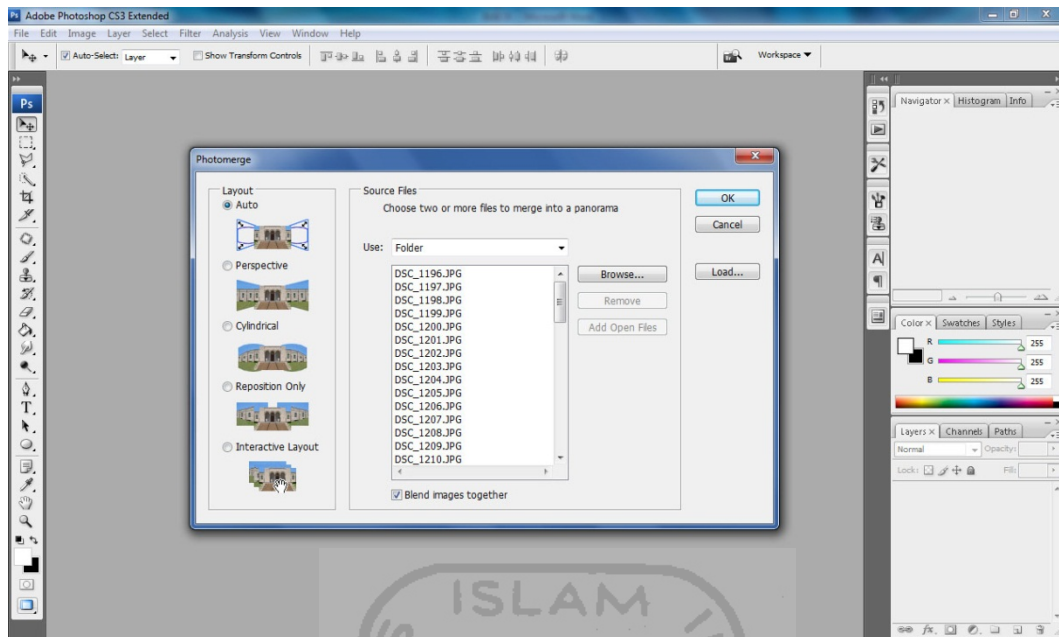 Adobe Photoshop CS3 Extended
File Edit Image Layer Select Filter Analysis View Window Help
Auto-Select: Layer Show Transform Controls Workspace
Ps
Navigator × Histogram Info
Photomerge
Layout
Auto
Perspective
Cylindrical
Reposition Only
Interactive Layout
Source Files
Choose two or more files to merge into a panorama
Use: Folder
DSC_1196.JPG
DSC_1197.JPG
DSC_1198.JPG
DSC_1199.JPG
DSC_1200.JPG
DSC_1201.JPG
DSC_1202.JPG
DSC_1203.JPG
DSC_1204.JPG
DSC_1205.JPG
DSC_1206.JPG
DSC_1207.JPG
DSC_1208.JPG
DSC_1209.JPG
DSC_1210.JPG
Blend images together
Browse...
Remove
Add Open Files
OK
Cancel
Load...
Color × Swatches Styles
R 255
G 255
B 255
Layers × Channels Paths
Normal Opacity:
Lock: Fill:
ISLAM